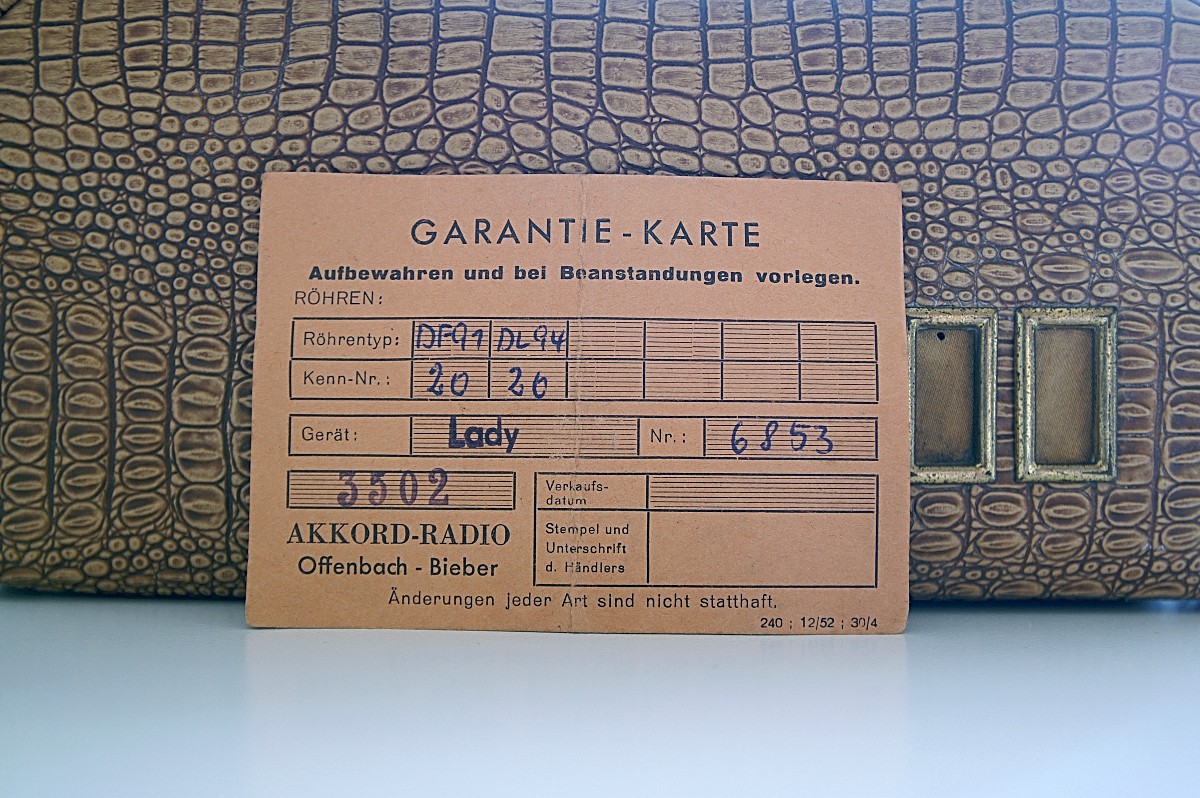 GARANTIE - KARTE
Aufbewahren und bei Beanstandungen vorlegen.
RÖHREN:
Röhrentyp: DF91 DL94
Kenn-Nr.: 20 20
Gerät: Lady Nr.: 6853
3502
AKKORD-RADIO
Offenbach - Bieber
Verkaufs-
datum
Stempel und
Unterschrift
d. Händlers
Änderungen jeder Art sind nicht statthaft.
240 ; 12/52 ; 30/4